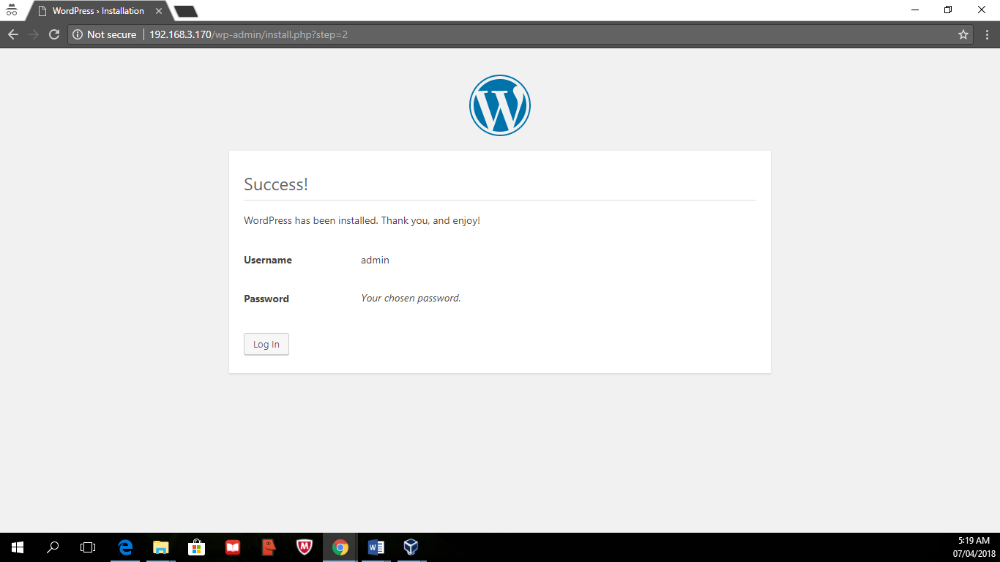 WordPress › Installation
Not secure | 192.168.3.170/wp-admin/install.php?step=2
W
Success!
WordPress has been installed. Thank you, and enjoy!
Username admin
Password Your chosen password.
Log In
5:19 AM
07/04/2018